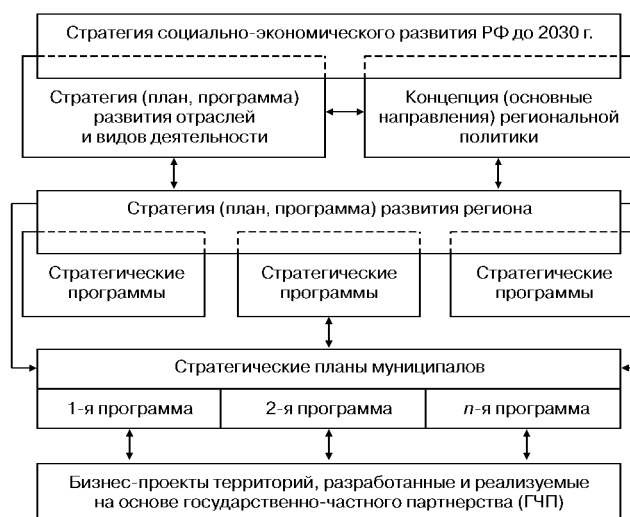 Стратегия социально-экономического развития РФ до 2030 г.
Стратегия (план, программа)
развития отраслей
и видов деятельности
Концепция (основные
направления) региональной
политики
Стратегия (план, программа) развития региона
Стратегические
программы
Стратегические
программы
Стратегические
программы
Стратегические планы муниципалов
1-я программа
2-я программа
n-я программа
Бизнес-проекты территорий, разработанные и реализуемые
на основе государственно-частного партнерства (ГЧП)